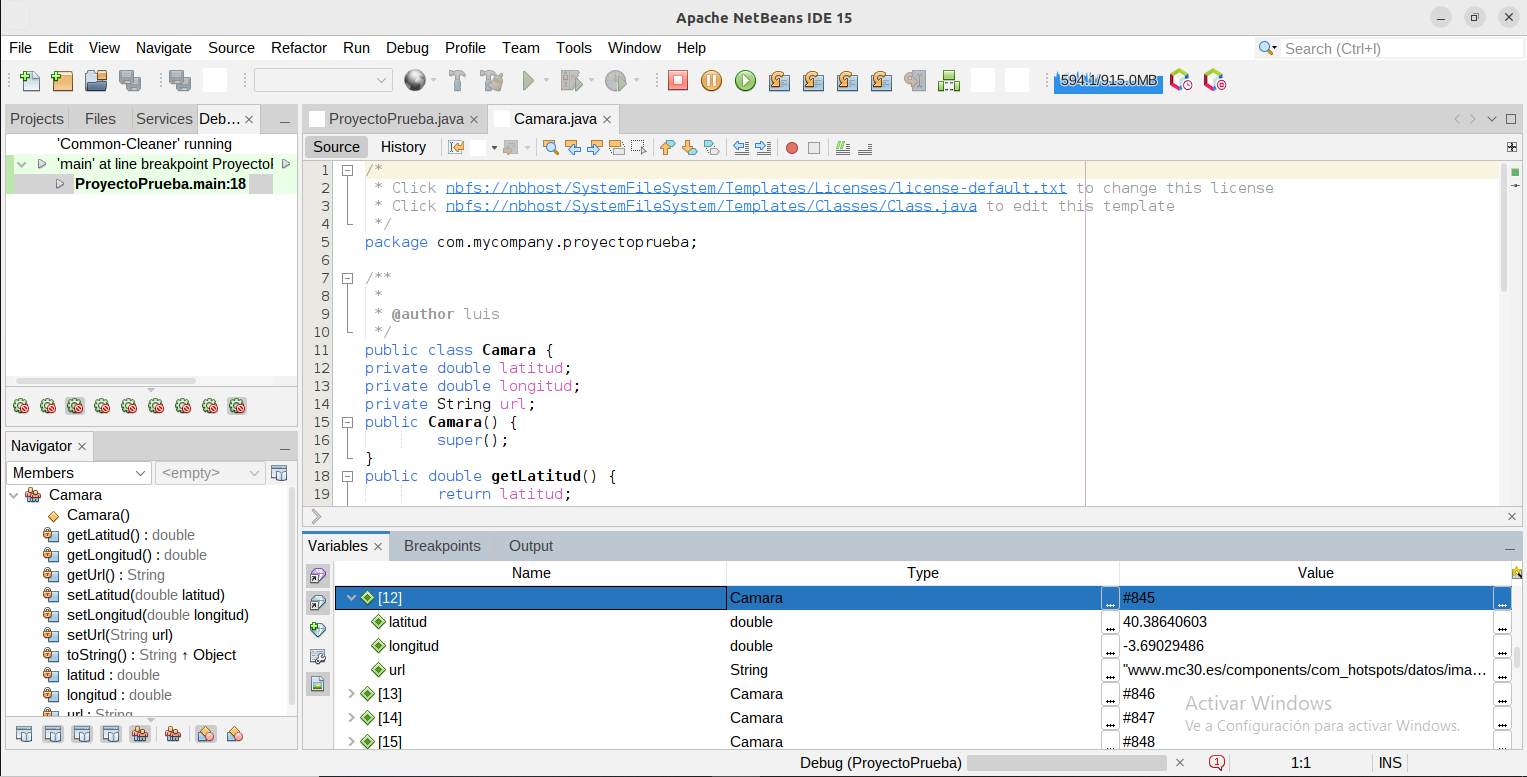 Apache NetBeans IDE 15
File Edit View Navigate Source Refactor Run Debug Profile Team Tools Window Help
Search (Ctrl+I)
594.1/915.0MB
Projects Files Services Deb...
'Common-Cleaner' running
'main' at line breakpoint Proyecto
ProyectoPrueba.main:18
Navigator
Members <empty>
Camara
Camara()
getLatitud() : double
getLongitud() : double
getUrl() : String
setLatitud(double latitud)
setLongitud(double longitud)
setUrl(String url)
toString() : String ↑ Object
latitud : double
longitud : double
url : String
ProyectoPrueba.java Camara.java
Source History
1 /*
2 * Click nbfs://nbhost/SystemFileSystem/Templates/Licenses/license-default.txt to change this license
3 * Click nbfs://nbhost/SystemFileSystem/Templates/Classes/Class.java to edit this template
4 */
5 package com.mycompany.proyectoprueba;
6
7 /**
8 *
9 * @author luis
10 */
11 public class Camara {
12 private double latitud;
13 private double longitud;
14 private String url;
15 public Camara() {
16 super();
17 }
18 public double getLatitud() {
19 return latitud;
Variables Breakpoints Output
Name Type Value
[12] Camara ... #845 ...
latitud double ... 40.38640603 ...
longitud double ... -3.69029486 ...
url String ... "www.mc30.es/components/com_hotspots/datos/ima... ...
[13] Camara ... #846 ...
[14] Camara ... #847 ...
[15] Camara ... #848 ...
Activar Windows
Ve a Configuración para activar Windows.
Debug (ProyectoPrueba) 1 1:1 INS